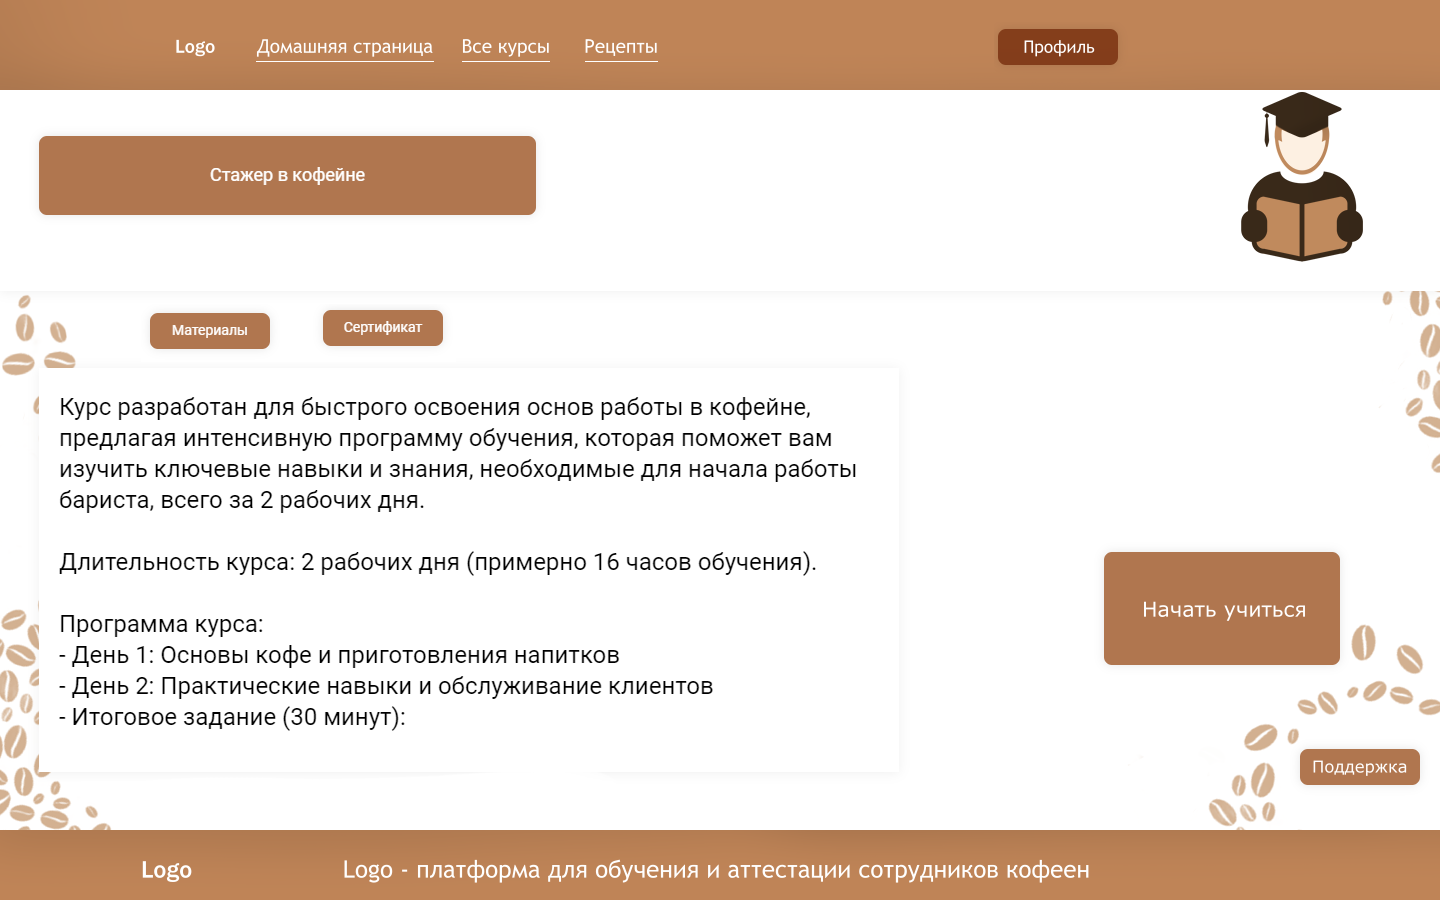 Logo
Домашняя страница
Все курсы
Рецепты
Профиль
Стажер в кофейне
Материалы
Сертификат
Курс разработан для быстрого освоения основ работы в кофейне,
предлагая интенсивную программу обучения, которая поможет вам
изучить ключевые навыки и знания, необходимые для начала работы
бариста, всего за 2 рабочих дня.
Длительность курса: 2 рабочих дня (примерно 16 часов обучения).
Программа курса:
- День 1: Основы кофе и приготовления напитков
- День 2: Практические навыки и обслуживание клиентов
- Итоговое задание (30 минут):
Начать учиться
Поддержка
Logo
Logo - платформа для обучения и аттестации сотрудников кофеен